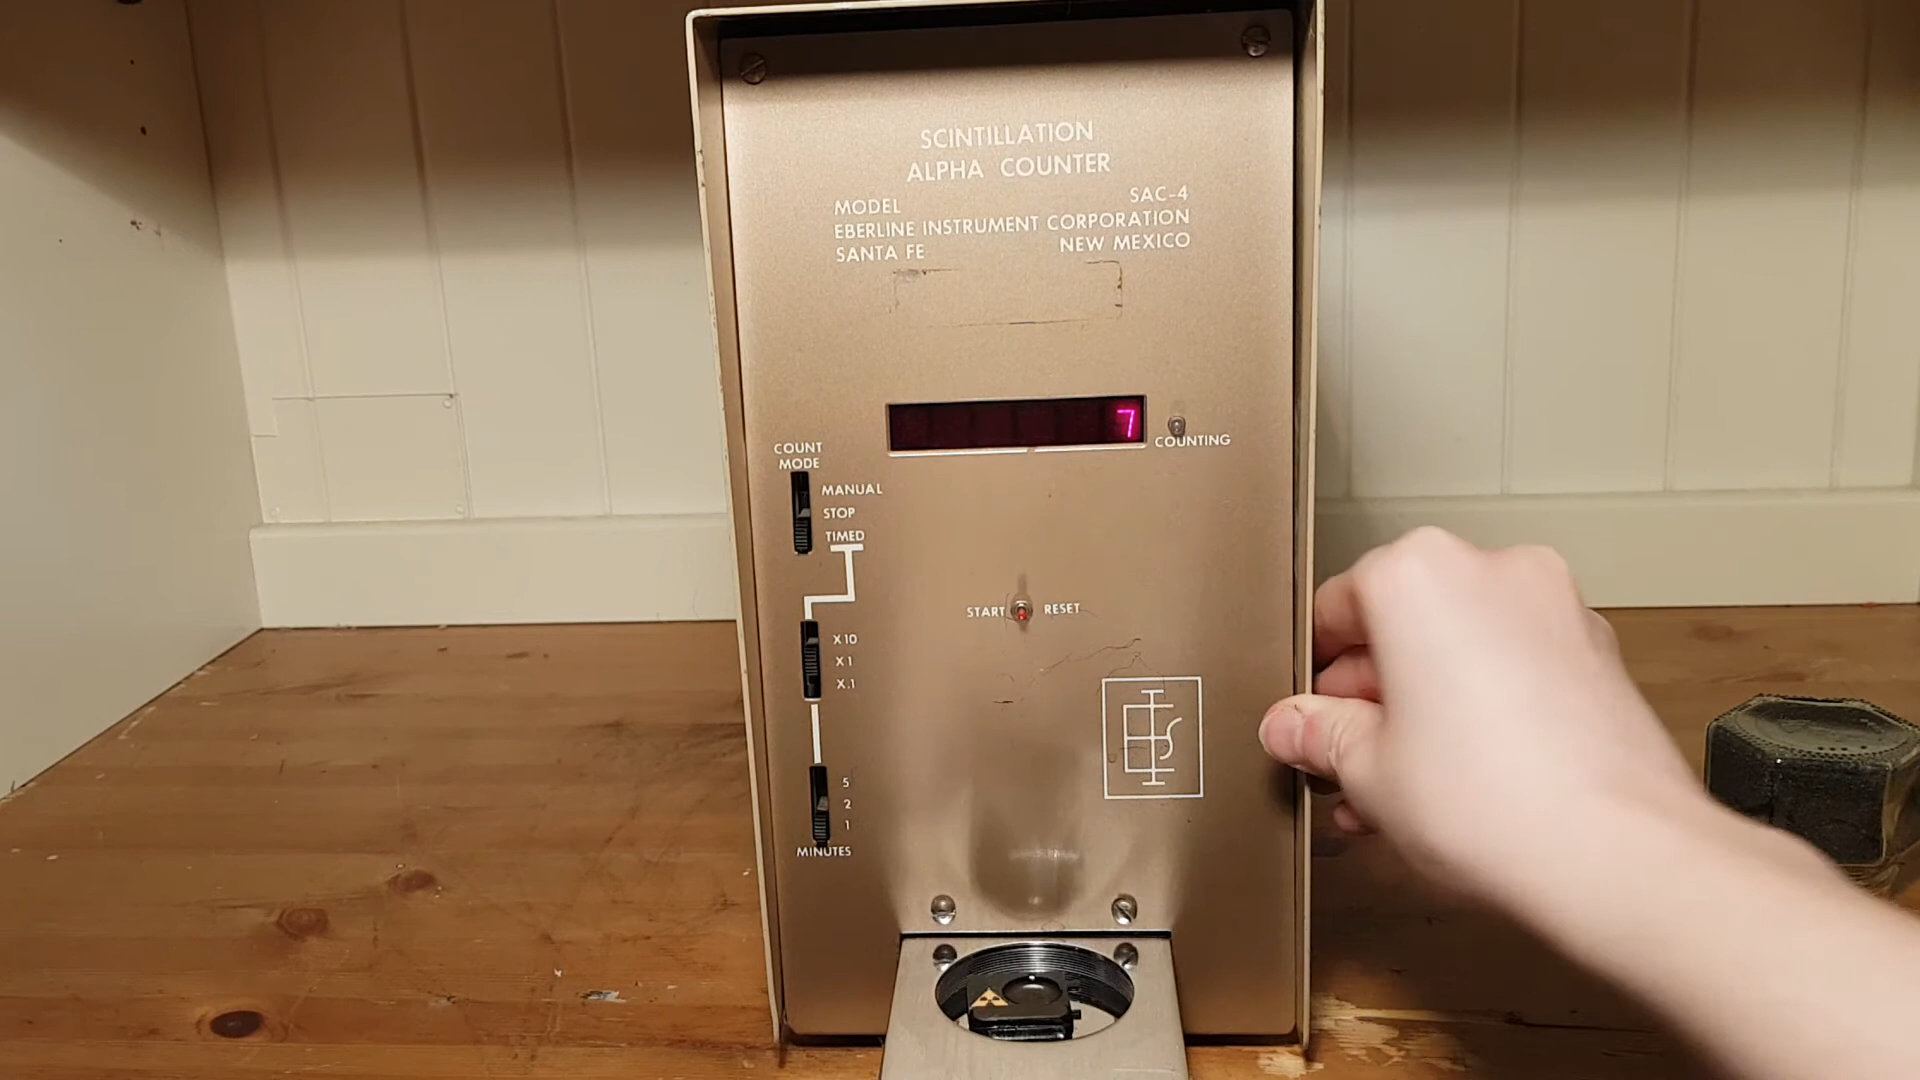 SCINTILLATION
ALPHA COUNTER
MODEL SAC-4
EBERLINE INSTRUMENT CORPORATION
SANTA FE NEW MEXICO
7
COUNTING
COUNT
MODE
MANUAL
STOP
TIMED
START RESET
X10
X1
X.1
EIS
5
2
1
MINUTES